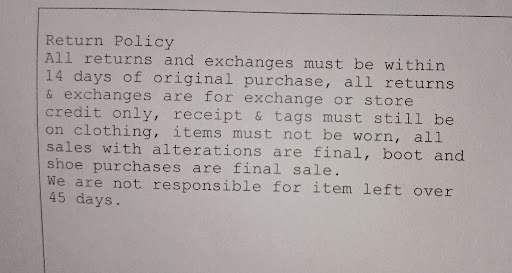 Return Policy
All returns and exchanges must be within
14 days of original purchase, all returns
& exchanges are for exchange or store
credit only, receipt & tags must still be
on clothing, items must not be worn, all
sales with alterations are final, boot and
shoe purchases are final sale.
We are not responsible for item left over
45 days.